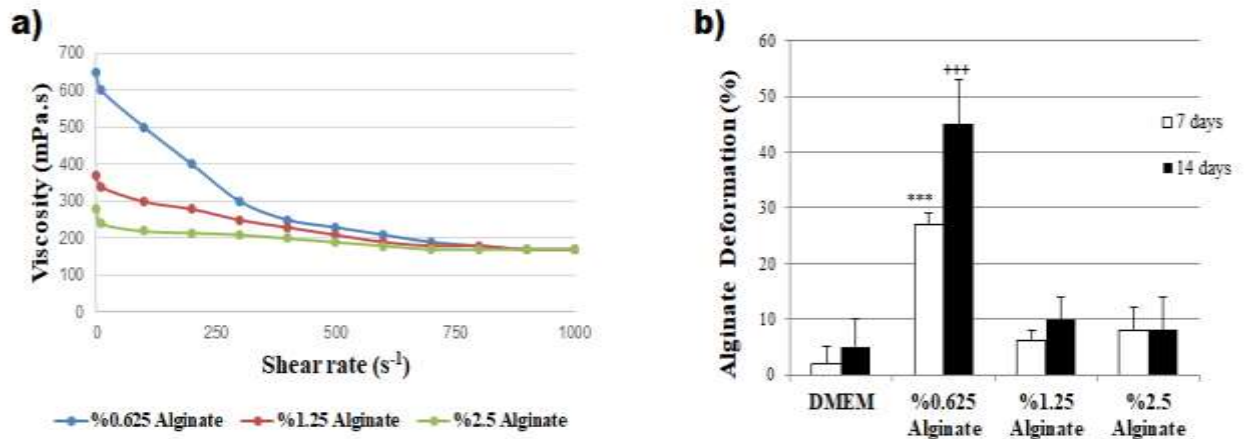 a)
700
600
500
400
300
200
100
0
Viscosity (mPa.s)
0 250 500 750 1000
Shear rate (s-1)
%0.625 Alginate %1.25 Alginate %2.5 Alginate
b)
60
50
40
30
20
10
0
Alginate Deformation (%)
***
+++
7 days
14 days
DMEM %0.625 %1.25 %2.5
Alginate Alginate Alginate